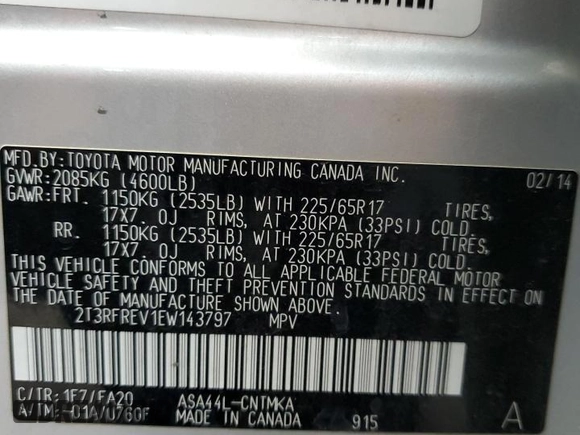 MFD.BY:TOYOTA MOTOR MANUFACTURING CANADA INC.
GVWR:2085KG (4600LB) 02/14
GAWR:FRT. 1150KG (2535LB) WITH 225/65R17 TIRES,
17X7.0J RIMS, AT 230KPA (33PSI) COLD.
RR. 1150KG (2535LB) WITH 225/65R17 TIRES,
17X7.0J RIMS, AT 230KPA (33PSI) COLD.
THIS VEHICLE CONFORMS TO ALL APPLICABLE FEDERAL MOTOR
VEHICLE SAFETY AND THEFT PREVENTION STANDARDS IN EFFECT ON
THE DATE OF MANUFACTURE SHOWN ABOVE.
2T3RFREV1EW143797 MPV
C/TR: 1F7/FA20 ASA44L-CNTMKA
A/TM: -01A/U760F MADE IN CANADA 915 A